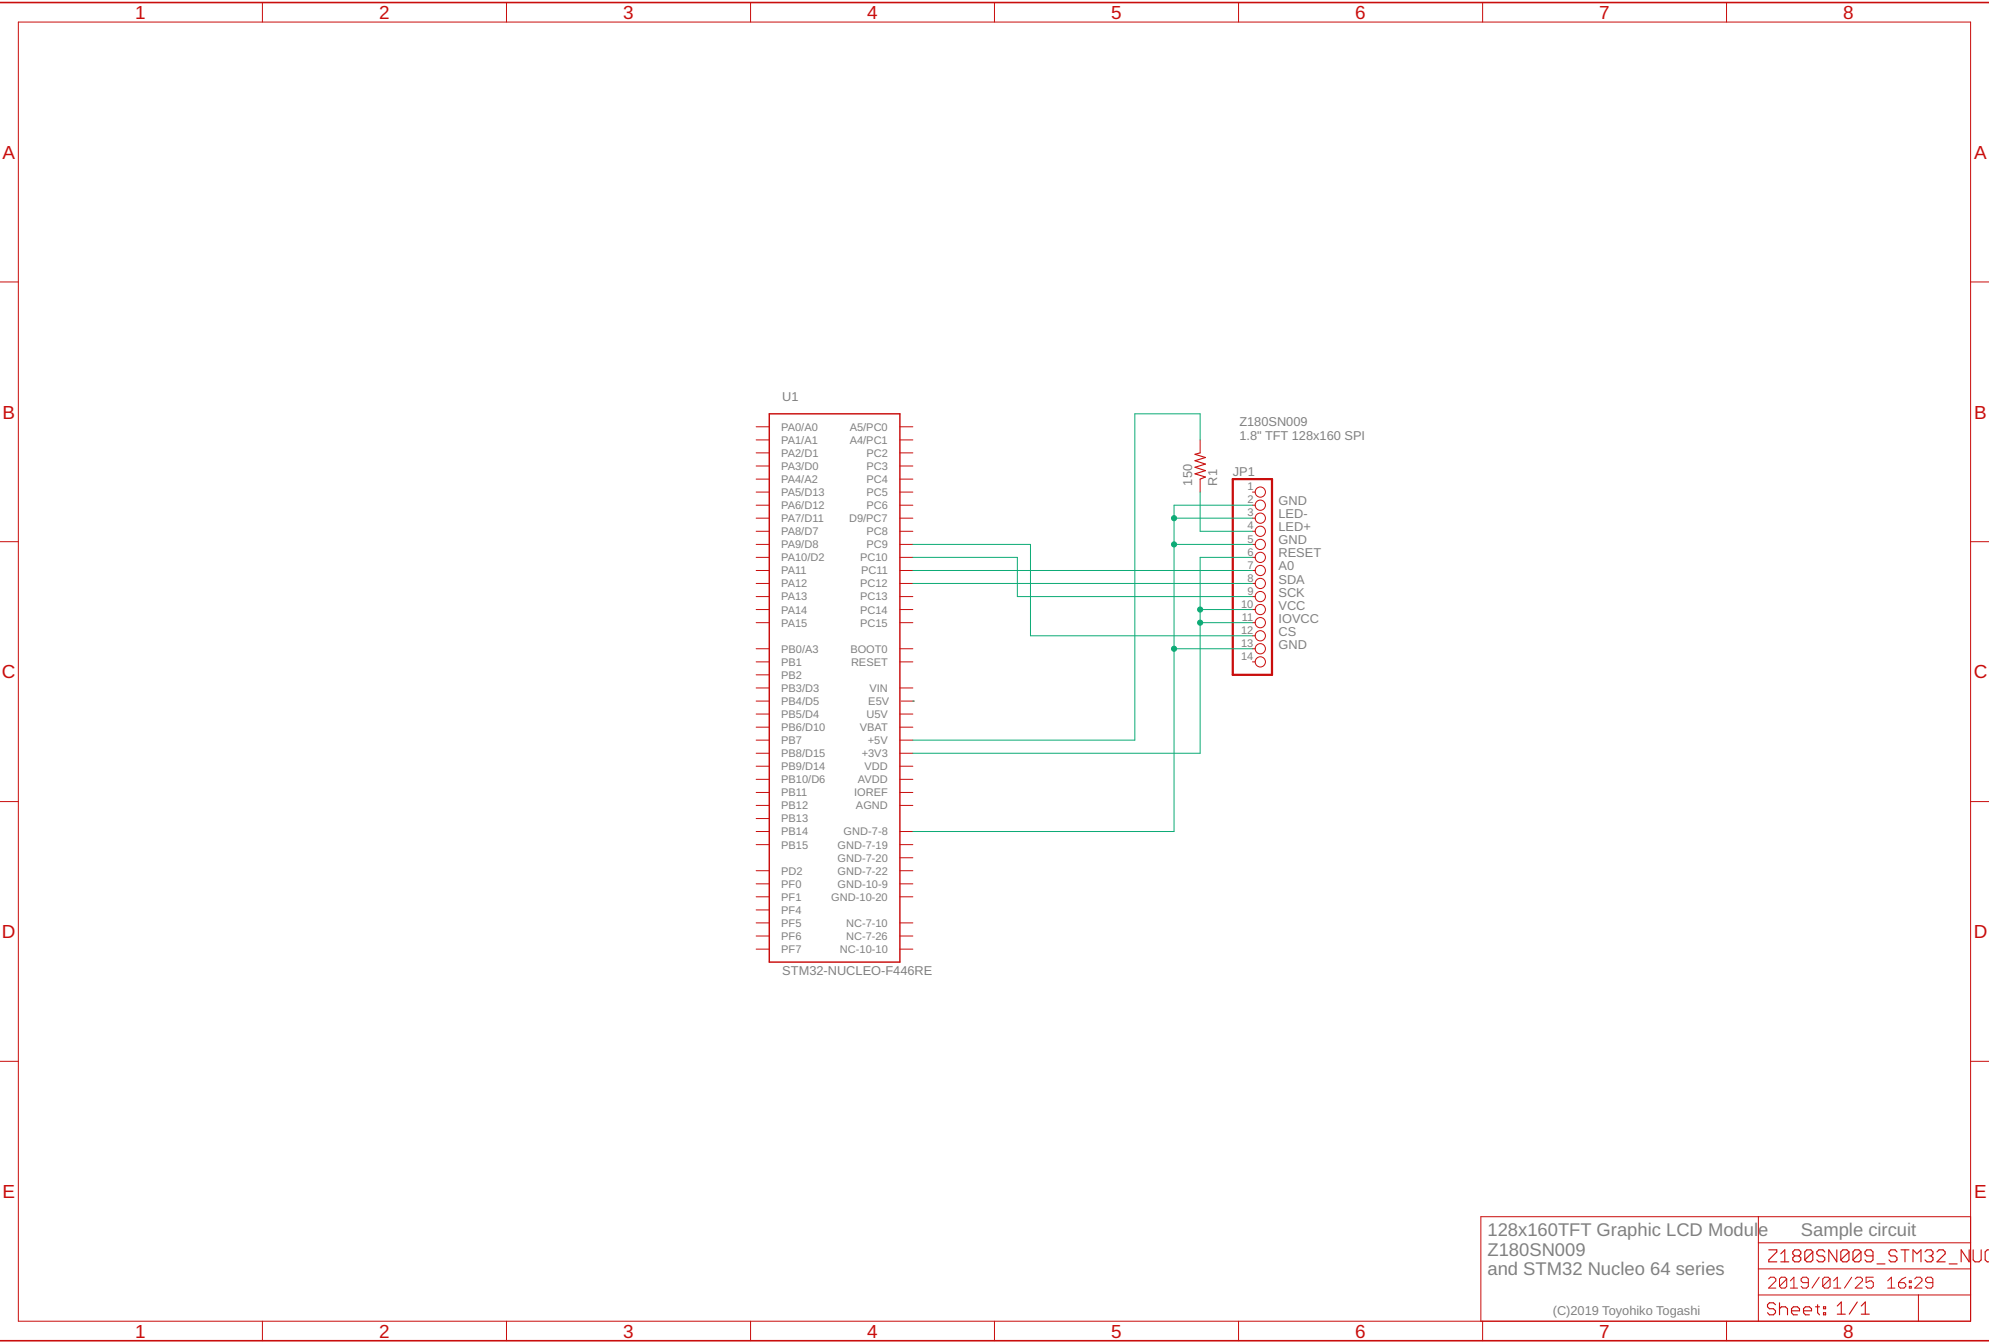 1 2 3 4 5 6 7 8
A A
B B
C C
D D
E E
U1
PA0/A0 A5/PC0
PA1/A1 A4/PC1
PA2/D1 PC2
PA3/D0 PC3
PA4/A2 PC4
PA5/D13 PC5
PA6/D12 PC6
PA7/D11 D9/PC7
PA8/D7 PC8
PA9/D8 PC9
PA10/D2 PC10
PA11 PC11
PA12 PC12
PA13 PC13
PA14 PC14
PA15 PC15
PB0/A3 BOOT0
PB1 RESET
PB2
PB3/D3 VIN
PB4/D5 E5V
PB5/D4 U5V
PB6/D10 VBAT
PB7 +5V
PB8/D15 +3V3
PB9/D14 VDD
PB10/D6 AVDD
PB11 IOREF
PB12 AGND
PB13
PB14 GND-7-8
PB15 GND-7-19
GND-7-20
PD2 GND-7-22
PF0 GND-10-9
PF1 GND-10-20
PF4
PF5 NC-7-10
PF6 NC-7-26
PF7 NC-10-10
STM32-NUCLEO-F446RE
150
R1
Z180SN009
1.8" TFT 128x160 SPI
JP1
1
2 GND
3 LED-
4 LED+
5 GND
6 RESET
7 A0
8 SDA
9 SCK
10 VCC
11 IOVCC
12 CS
13 GND
14
128x160TFT Graphic LCD Module
Z180SN009
and STM32 Nucleo 64 series
(C)2019 Toyohiko Togashi
Sample circuit
Z180SN009_STM32_NUC
2019/01/25 16:29
Sheet: 1/1
1 2 3 4 5 6 7 8